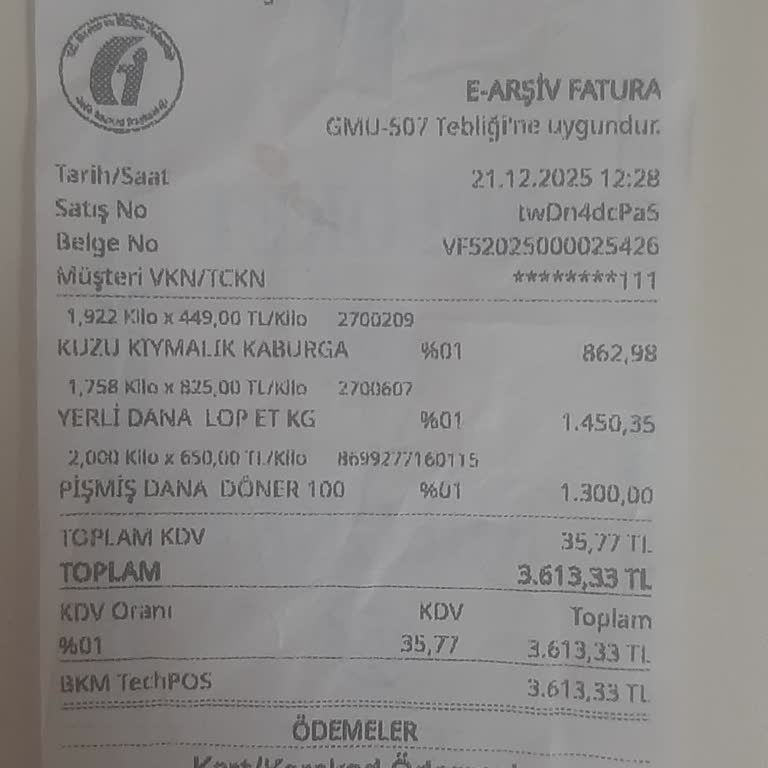 E-ARŞİV FATURA
GMU-507 Tebliği'ne uygundur.
Tarih/Saat 21.12.2025 12:28
Satış No twDn4dcPaS
Belge No VF52025000025426
Müşteri VKN/TCKN ********111
1,922 Kilo x 449,00 TL/Kilo 2700209
KUZU KIYMALIK KABURGA %01 862,98
1,758 Kilo x 825,00 TL/Kilo 2700607
YERLİ DANA LOP ET KG %01 1.450,35
2,000 Kilo x 650,00 TL/Kilo 8699277160115
PİŞMİŞ DANA DÖNER 100 %01 1.300,00
TOPLAM KDV 35,77 TL
TOPLAM 3.613,33 TL
KDV Oranı KDV Toplam
%01 35,77 3.613,33 TL
BKM TechPOS 3.613,33 TL
ÖDEMELER